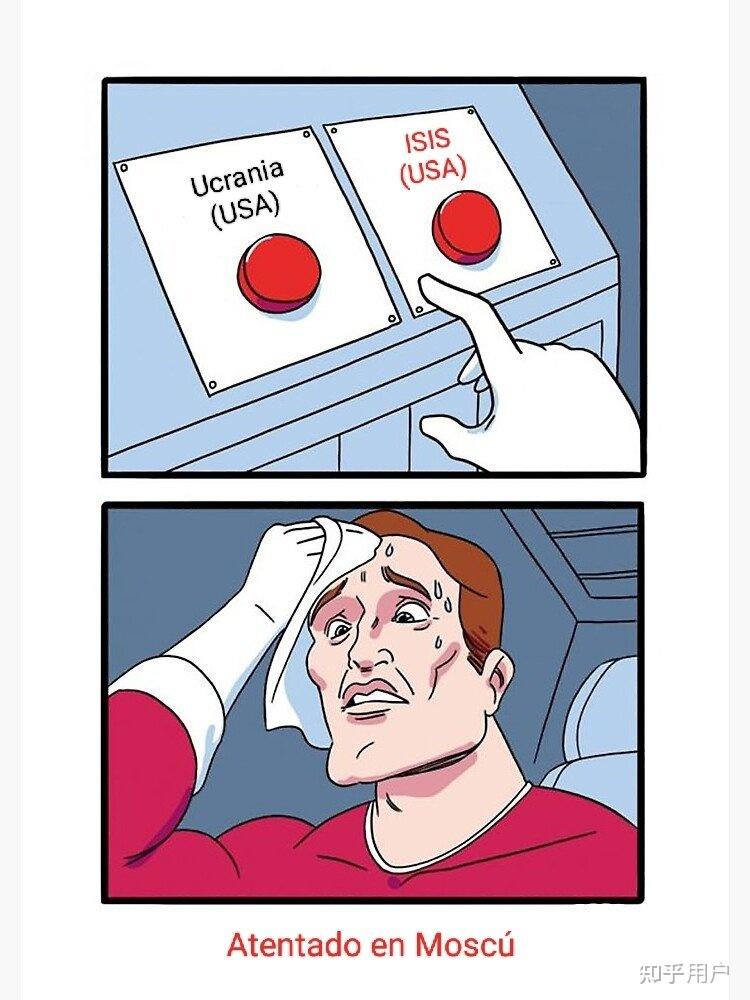 Ucrania
(USA)
ISIS
(USA)
Atentado en Moscú
知乎用户